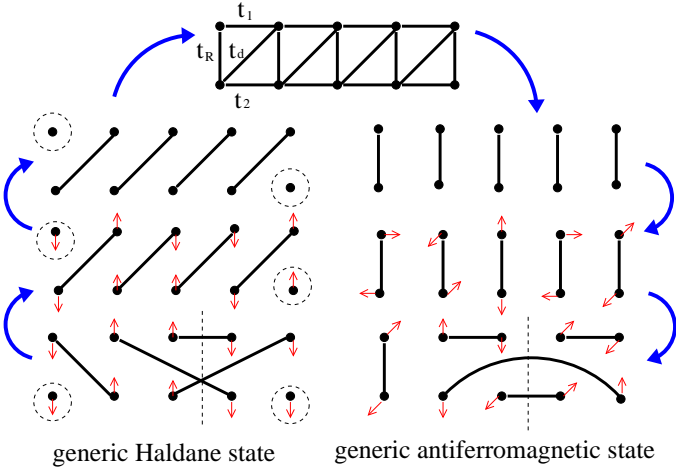 t1
tR td
t2
generic Haldane state
generic antiferromagnetic state